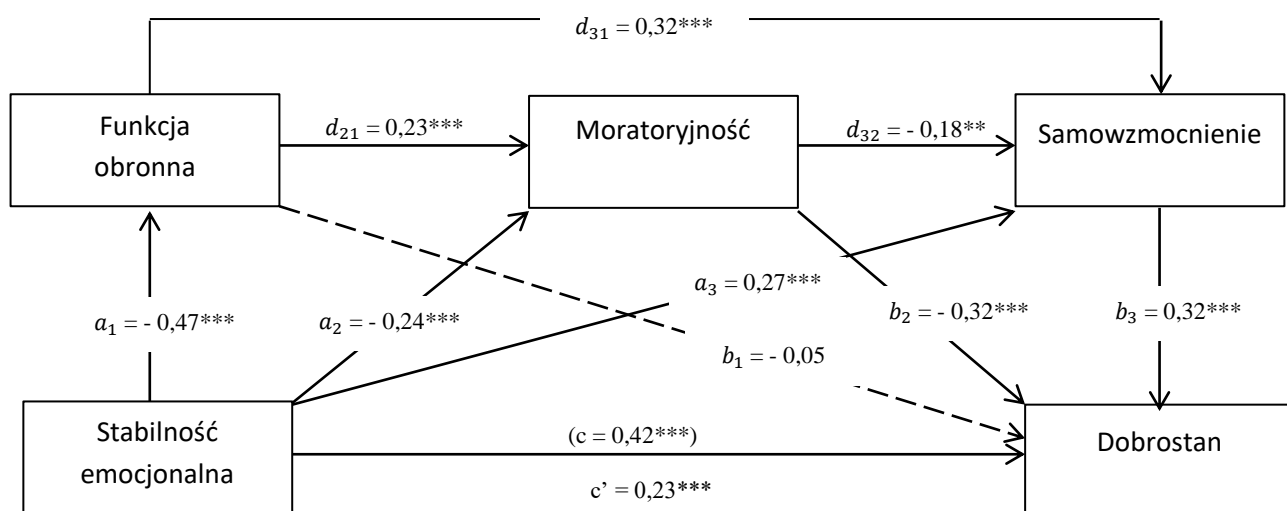 d₃₁ = 0,32***
Funkcja
obronna
d₂₁ = 0,23***
Moratoryjność
d₃₂ = - 0,18**
Samowzmocnienie
a₁ = - 0,47***
a₂ = - 0,24***
a₃ = 0,27***
b₂ = - 0,32***
b₃ = 0,32***
b₁ = - 0,05
Stabilność
emocjonalna
(c = 0,42***)
c’ = 0,23***
Dobrostan